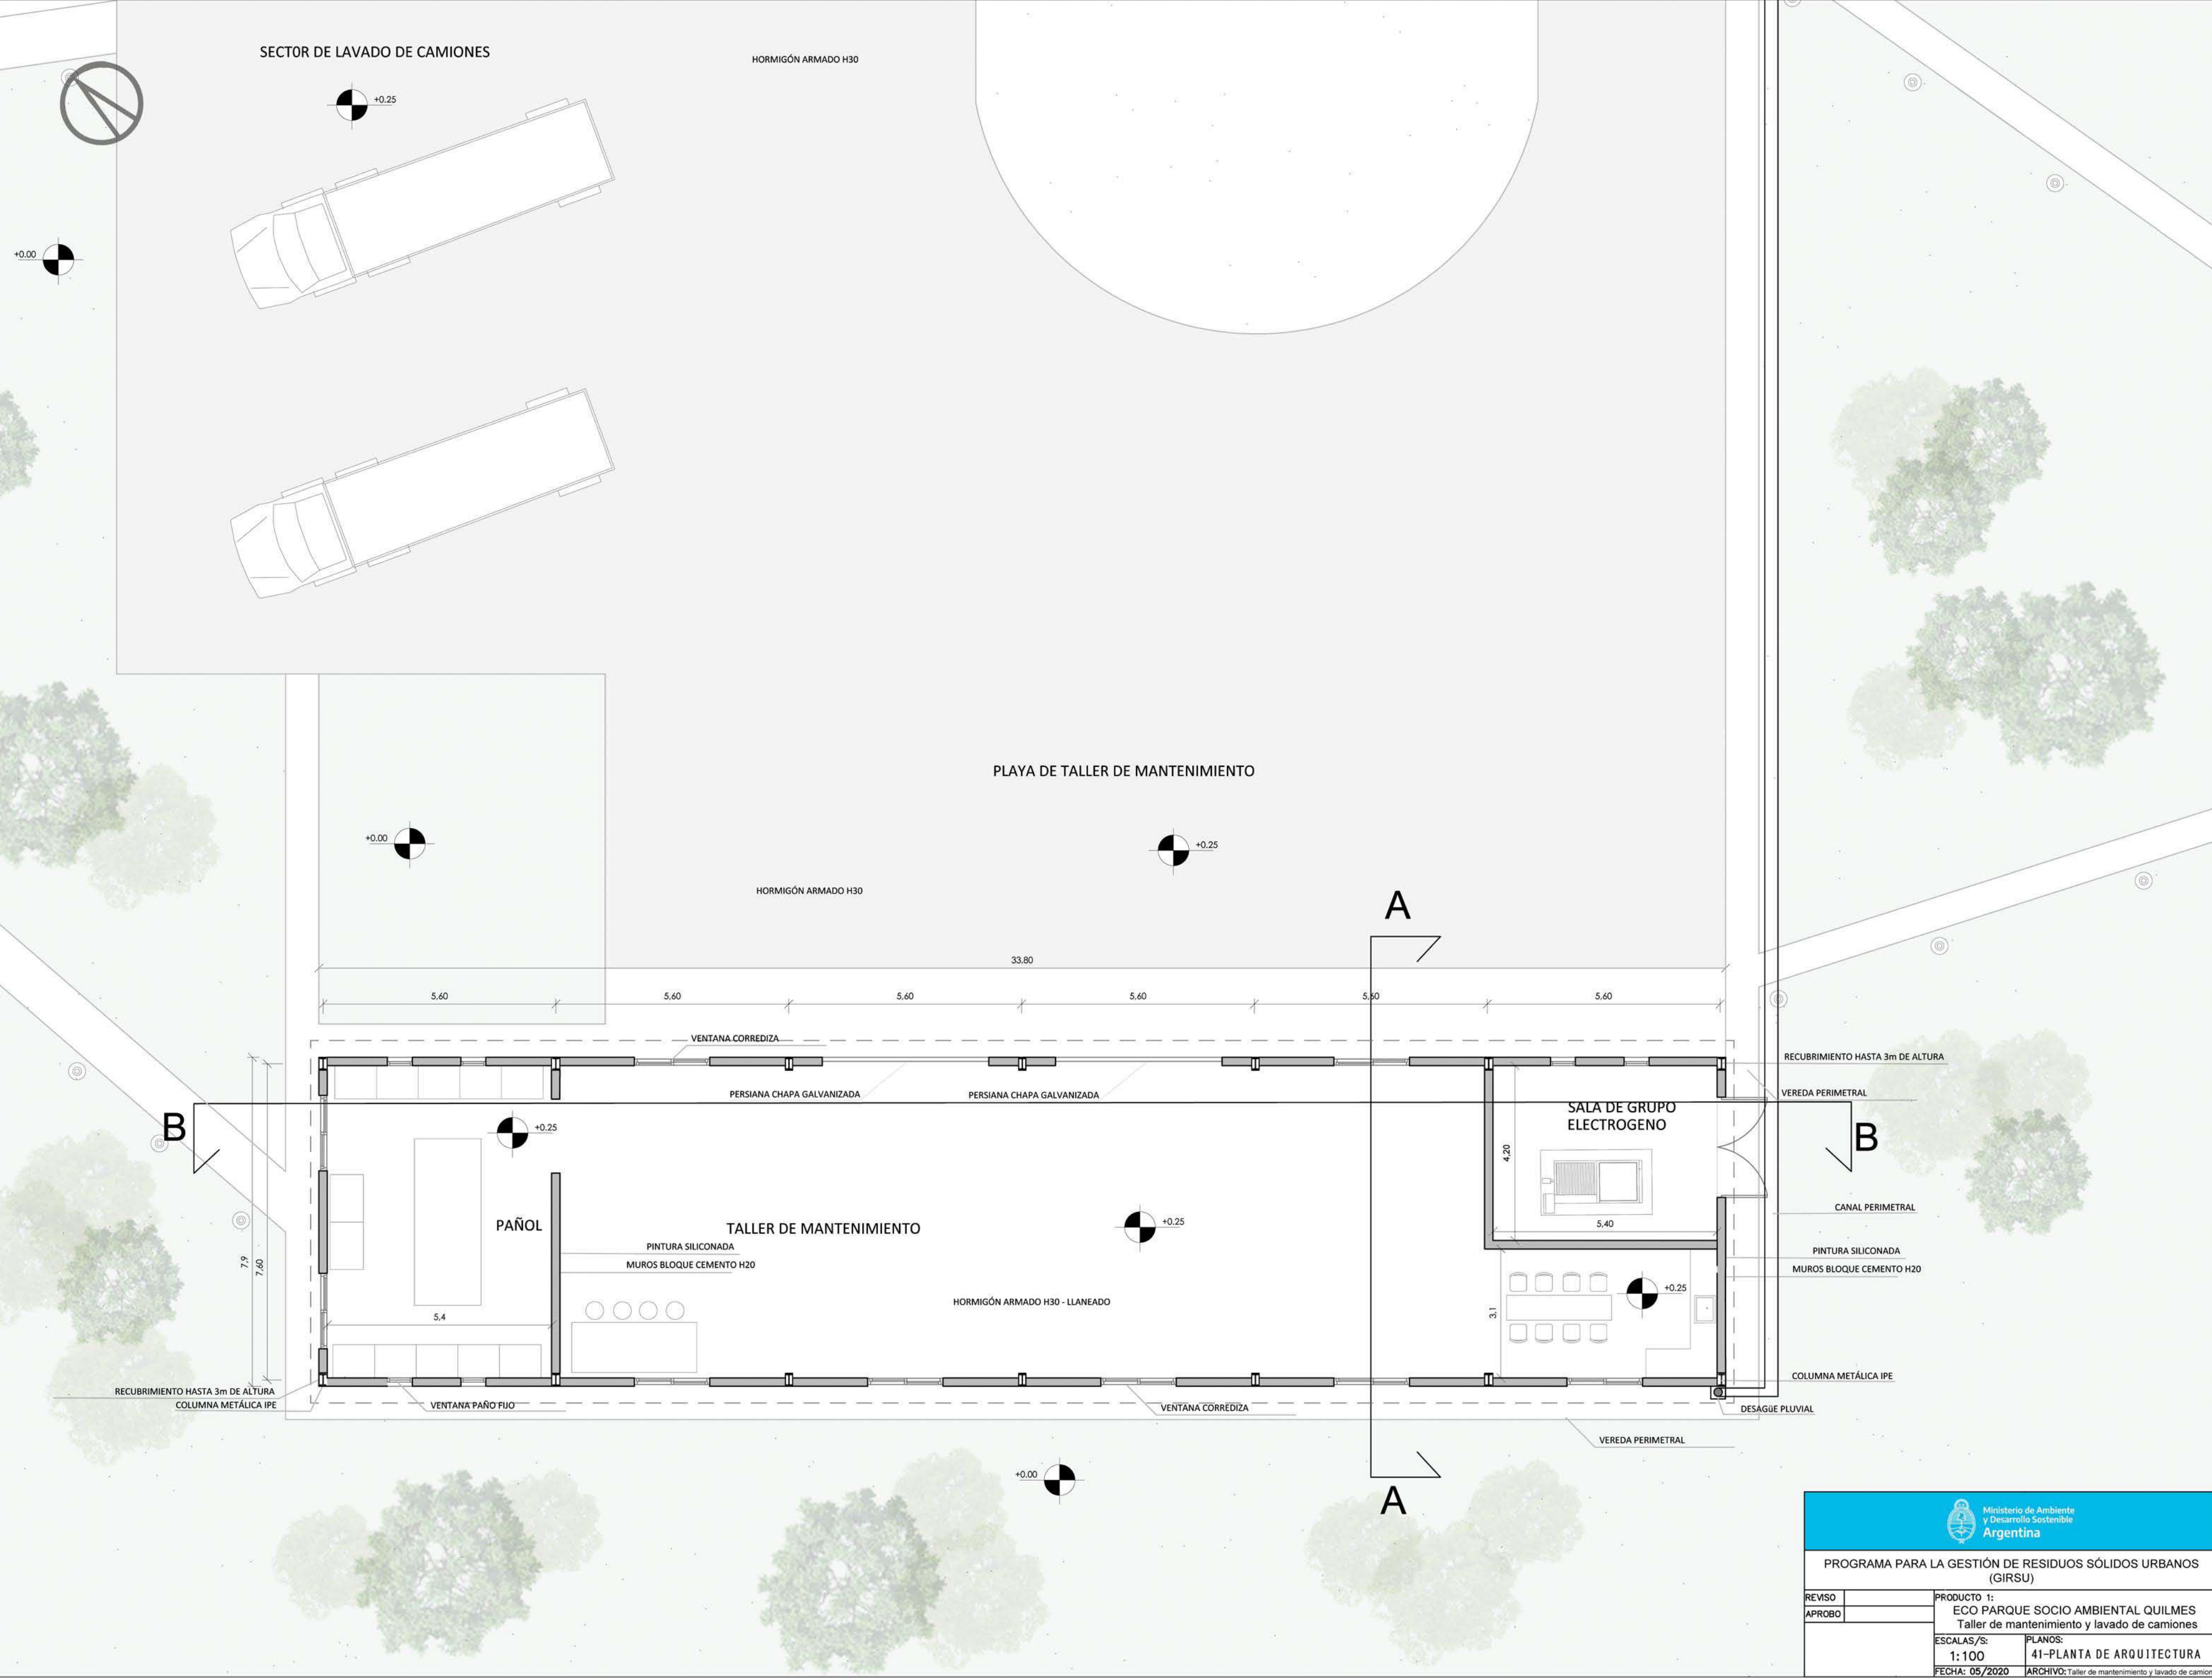 SECTOR DE LAVADO DE CAMIONES
HORMIGÓN ARMADO H30
+0.25
+0.00
PLAYA DE TALLER DE MANTENIMIENTO
+0.00
+0.25
HORMIGÓN ARMADO H30
A
33.80
5,60
5,60
5,60
5,60
5,60
5,60
VENTANA CORREDIZA
RECUBRIMIENTO HASTA 3m DE ALTURA
PERSIANA CHAPA GALVANIZADA
PERSIANA CHAPA GALVANIZADA
VEREDA PERIMETRAL
SALA DE GRUPO
ELECTROGENO
B
+0.25
B
4,20
CANAL PERIMETRAL
PAÑOL
TALLER DE MANTENIMIENTO
+0.25
5,40
PINTURA SILICONADA
MUROS BLOQUE CEMENTO H20
PINTURA SILICONADA
MUROS BLOQUE CEMENTO H20
7,9
7,60
+0.25
HORMIGÓN ARMADO H30 - LLANEADO
3,1
5,4
COLUMNA METÁLICA IPE
RECUBRIMIENTO HASTA 3m DE ALTURA
COLUMNA METÁLICA IPE
VENTANA PAÑO FIJO
VENTANA CORREDIZA
DESAGüE PLUVIAL
VEREDA PERIMETRAL
+0.00
A
Ministerio de Ambiente
y Desarrollo Sostenible
Argentina
PROGRAMA PARA LA GESTIÓN DE RESIDUOS SÓLIDOS URBANOS
(GIRSU)
REVISO
APROBO
PRODUCTO 1:
ECO PARQUE SOCIO AMBIENTAL QUILMES
Taller de mantenimiento y lavado de camiones
ESCALAS/S:
1:100
PLANOS:
41-PLANTA DE ARQUITECTURA
FECHA: 05/2020
ARCHIVO: Taller de mantenimiento y lavado de camion